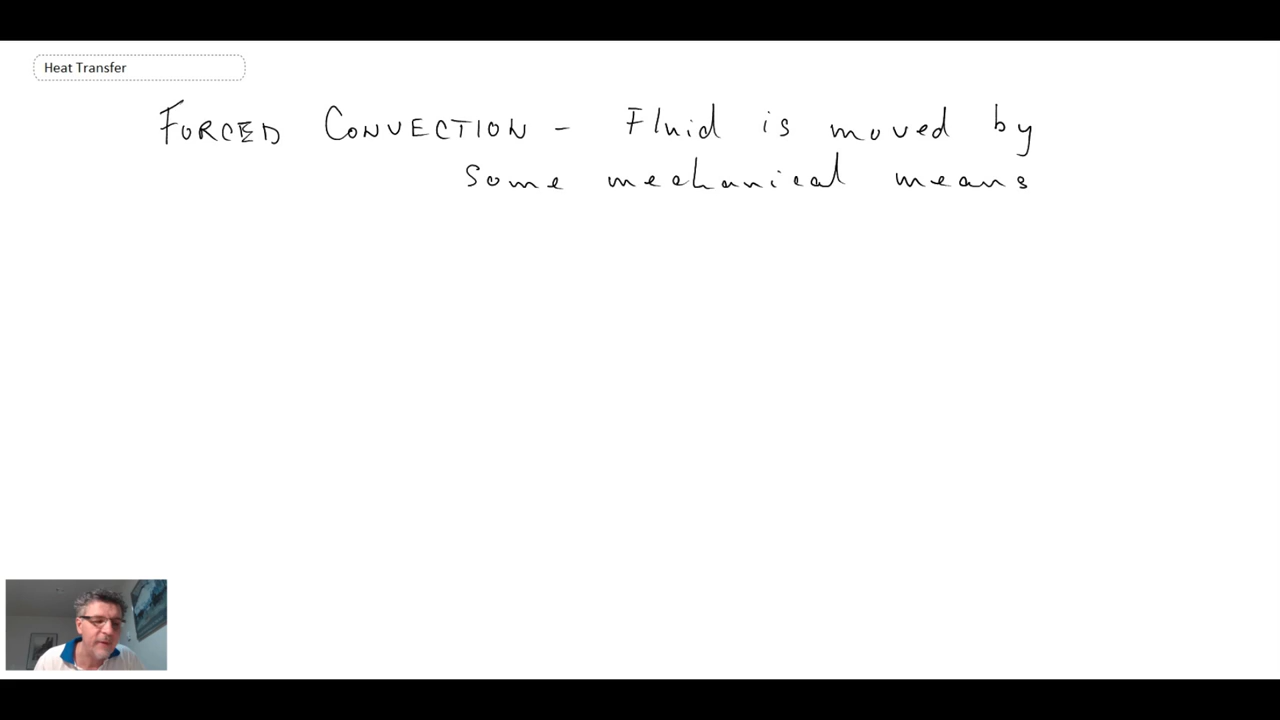 Heat Transfer
FORCED CONVECTION - Fluid is moved by
some mechanical means